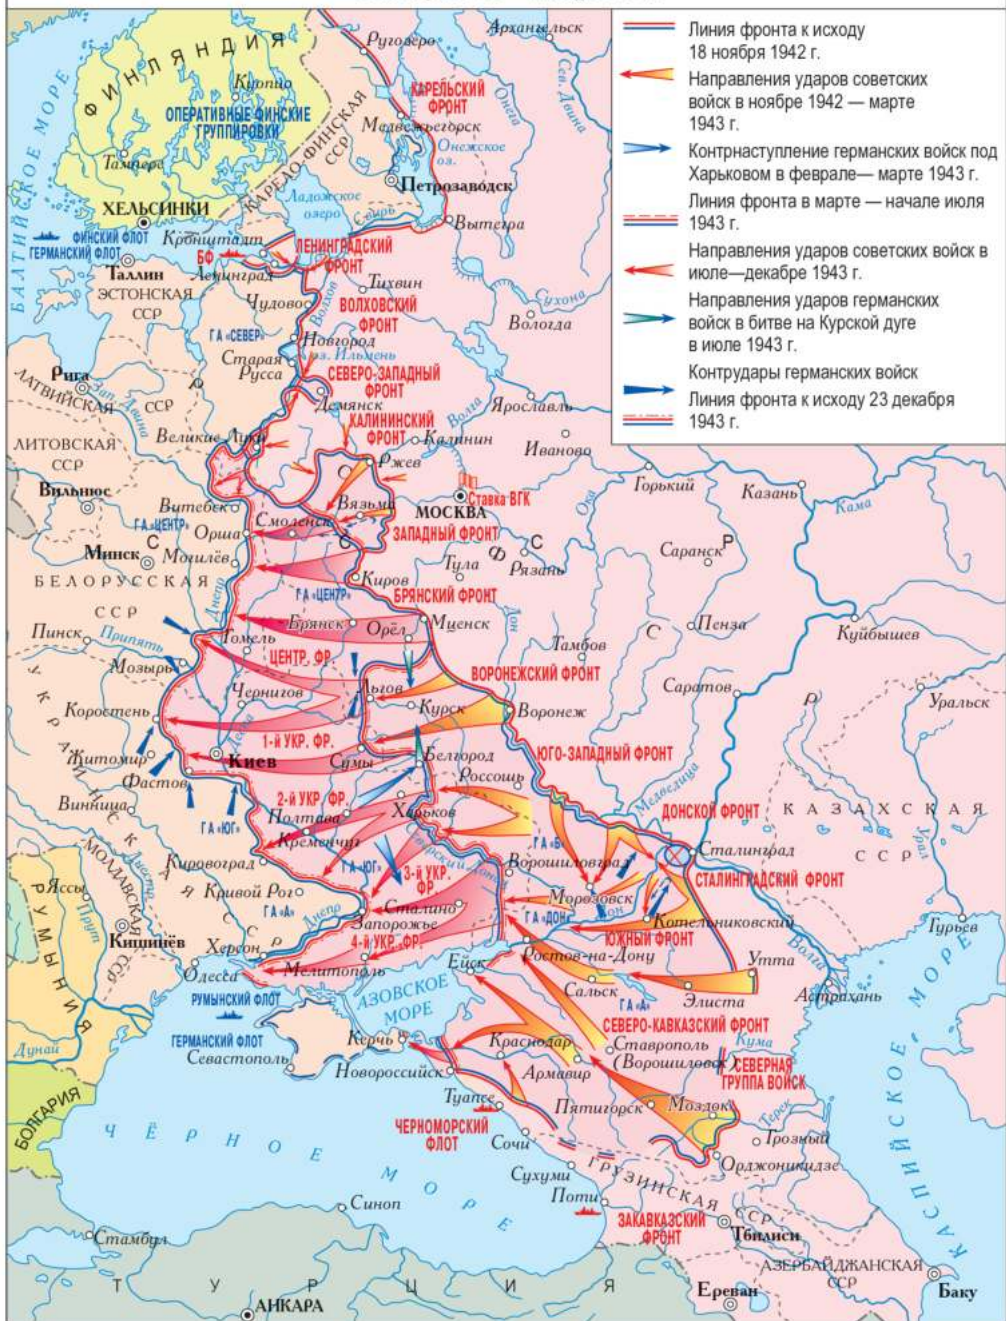 Линия фронта к исходу
18 ноября 1942 г.
Направления ударов советских
войск в ноябре 1942 — марте
1943 г.
Контрнаступление германских войск под
Харьковом в феврале— марте 1943 г.
Линия фронта в марте — начале июля
1943 г.
Направления ударов советских войск в
июле—декабре 1943 г.
Направления ударов германских
войск в битве на Курской дуге
в июле 1943 г.
Контрудары германских войск
Линия фронта к исходу 23 декабря
1943 г.
БАЛТИЙСКОЕ МОРЕ
ФИНЛЯНДИЯ
Куопио
ОПЕРАТИВНЫЕ ФИНСКИЕ
ГРУППИРОВКИ
Тампере
ХЕЛЬСИНКИ
ФИНСКИЙ ФЛОТ
ГЕРМАНСКИЙ ФЛОТ
Ругозеро
Архангельск
Сев. Двина
Онега
КАРЕЛЬСКИЙ
ФРОНТ
Медвежьегорск
Онежское
оз.
КАРЕЛО-ФИНСКАЯ
ССР
Петрозаводск
Ладожское
озеро
Свирь
Вытегра
Кронштадт
БФ
Ленинград
ЛЕНИНГРАДСКИЙ
ФРОНТ
Таллин
ЭСТОНСКАЯ
ССР
Чудово
Волхов
Тихвин
ВОЛХОВСКИЙ
ФРОНТ
Сухона
Вологда
ГА «СЕВЕР»
Новгород
оз. Ильмень
Старая
Русса
СЕВЕРО-ЗАПАДНЫЙ
ФРОНТ
Демянск
Рига
ЛАТВИЙСКАЯ ССР
Зап. Двина
Р
Волга
Ярославль
КАЛИНИНСКИЙ
ФРОНТ
Калинин
Иваново
ЛИТОВСКАЯ
ССР
Великие Луки
Ржев
Вильнюс
С
Ставка ВГК
МОСКВА
Горький
Казань
Кама
Ока
Витебск
Вязьма
ГА «ЦЕНТР»
Орша
Смоленск
ЗАПАДНЫЙ ФРОНТ
Минск
С
Могилёв
С
Ф
С
Р
Рязань
Саранск
Тула
БЕЛОРУССКАЯ
ССР
Днепр
ГА «ЦЕНТР»
Киров
БРЯНСКИЙ ФРОНТ
Дон
Пинск
Припять
Гомель
Брянск
Орёл
Мценск
Тамбов
С
Пенза
Куйбышев
Мозырь
ЦЕНТР. ФР.
ВОРОНЕЖСКИЙ ФРОНТ
Чернигов
Льгов
Курск
Саратов
Р
Уральск
Коростень
Десна
1-й УКР. ФР.
Воронеж
УКРАИНСКАЯ
ССР
Житомир
Киев
Сумы
Белгород
ЮГО-ЗАПАДНЫЙ ФРОНТ
Фастов
Россошь
Медведица
Винница
2-й УКР. ФР.
Полтава
Харьков
ДОНСКОЙ ФРОНТ
КАЗАХСКАЯ
ССР
ГА «ЮГ»
Кременчуг
ГА «Б»
Урал
МОЛДАВСКАЯ
ССР
Днестр
Кировоград
ГА «ЮГ»
Северский Донец
Ворошиловград
Сталинград
СТАЛИНГРАДСКИЙ ФРОНТ
3-й УКР.
ФР.
РУМЫНИЯ
Яссы
Прут
Кривой Рог
Морозовск
ГА «А»
Днепр
Сталино
ГА «ДОН»
Дон
Котельниковский
Кишинёв
Запорожье
ЮЖНЫЙ ФРОНТ
Гурьев
Херсон
4-й УКР. ФР.
Ростов-на-Дону
Волга
Одесса
Мелитополь
Ейск
Утта
Астрахань
РУМЫНСКИЙ ФЛОТ
АЗОВСКОЕ
МОРЕ
Сальск
ГА «А»
Элиста
СЕВЕРО-КАВКАЗСКИЙ ФРОНТ
ГЕРМАНСКИЙ ФЛОТ
Керчь
Краснодар
Ставрополь
(Ворошиловск)
Кума
Дунай
Севастополь
Новороссийск
Армавир
СЕВЕРНАЯ
ГРУППА ВОЙСК
БОЛГАРИЯ
Туапсе
Пятигорск
Моздок
Терек
ЧЕРНОМОРСКИЙ
ФЛОТ
Сочи
Грозный
ЧЁРНОЕ МОРЕ
Сухуми
Орджоникидзе
ГРУЗИНСКАЯ ССР
КАСПИЙСКОЕ МОРЕ
Синоп
Поти
ЗАКАВКАЗСКИЙ
ФРОНТ
Тбилиси
Стамбул
АЗЕРБАЙДЖАНСКАЯ
ССР
ТУРЦИЯ
Ереван
Баку
АНКАРА